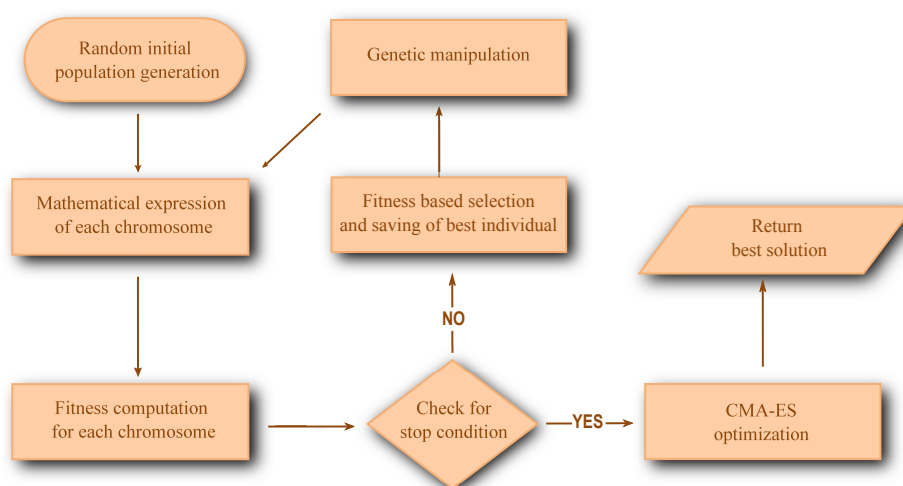 Random initial
population generation
Genetic manipulation
Mathematical expression
of each chromosome
Fitness based selection
and saving of best individual
Return
best solution
NO
Fitness computation
for each chromosome
Check for
stop condition
YES
CMA-ES
optimization